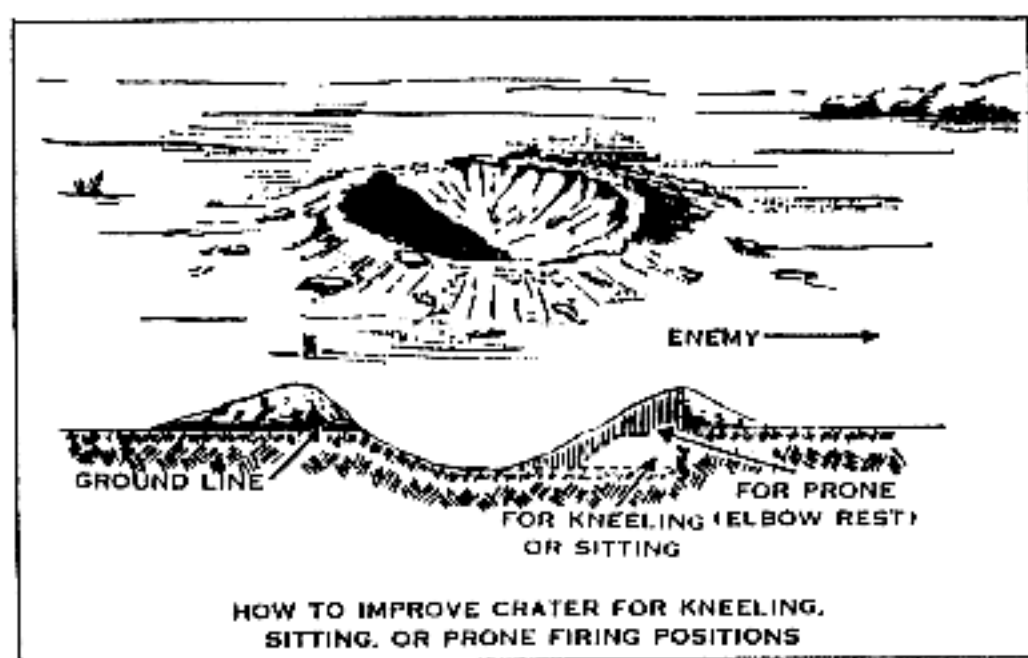 ENEMY
GROUND LINE
FOR PRONE
(ELBOW REST)
FOR KNEELING
OR SITTING
HOW TO IMPROVE CRATER FOR KNEELING,
SITTING, OR PRONE FIRING POSITIONS